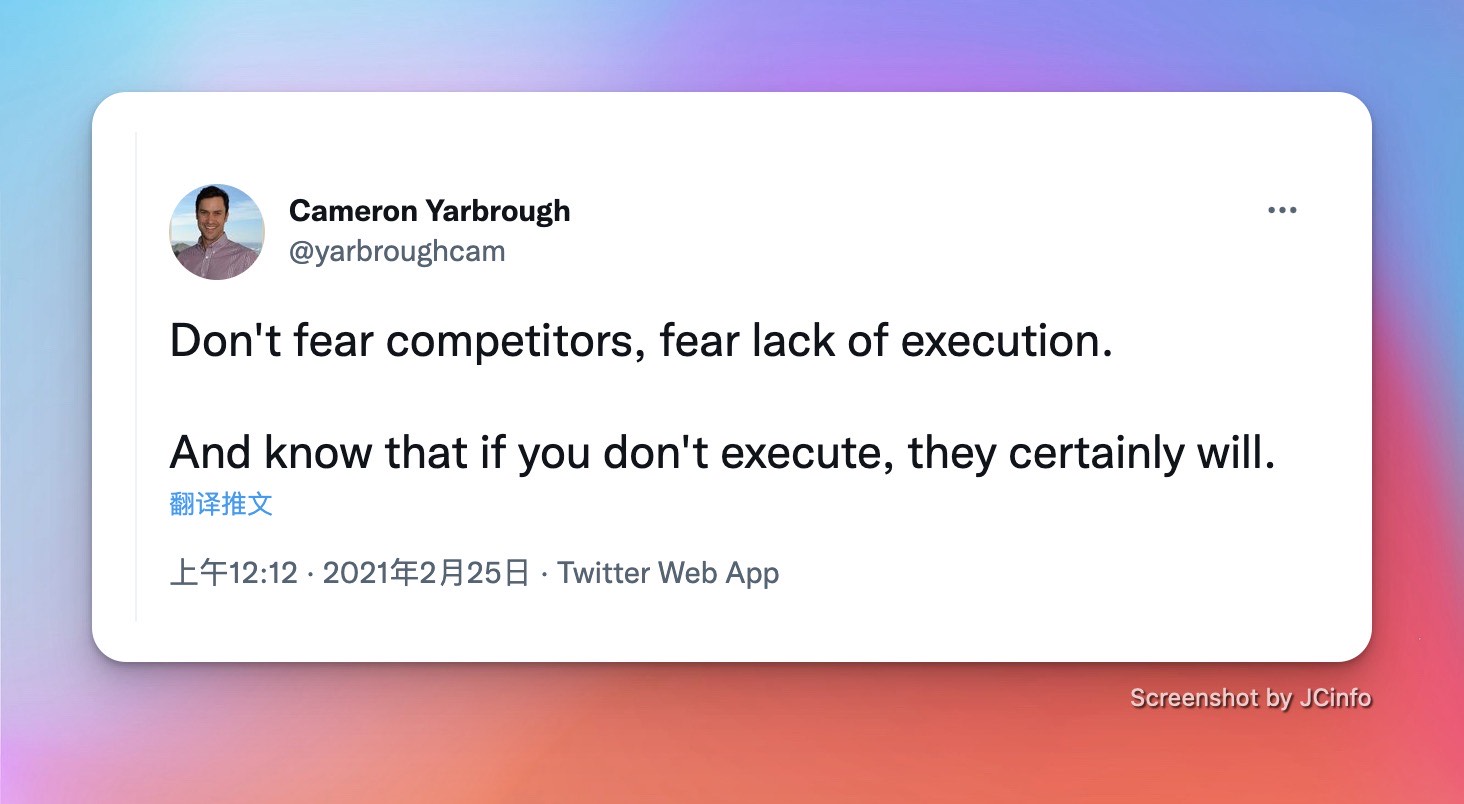 Cameron Yarbrough
@yarbroughcam
Don't fear competitors, fear lack of execution.
And know that if you don't execute, they certainly will.
翻译推文
上午12:12 · 2021年2月25日 · Twitter Web App
Screenshot by JCinfo